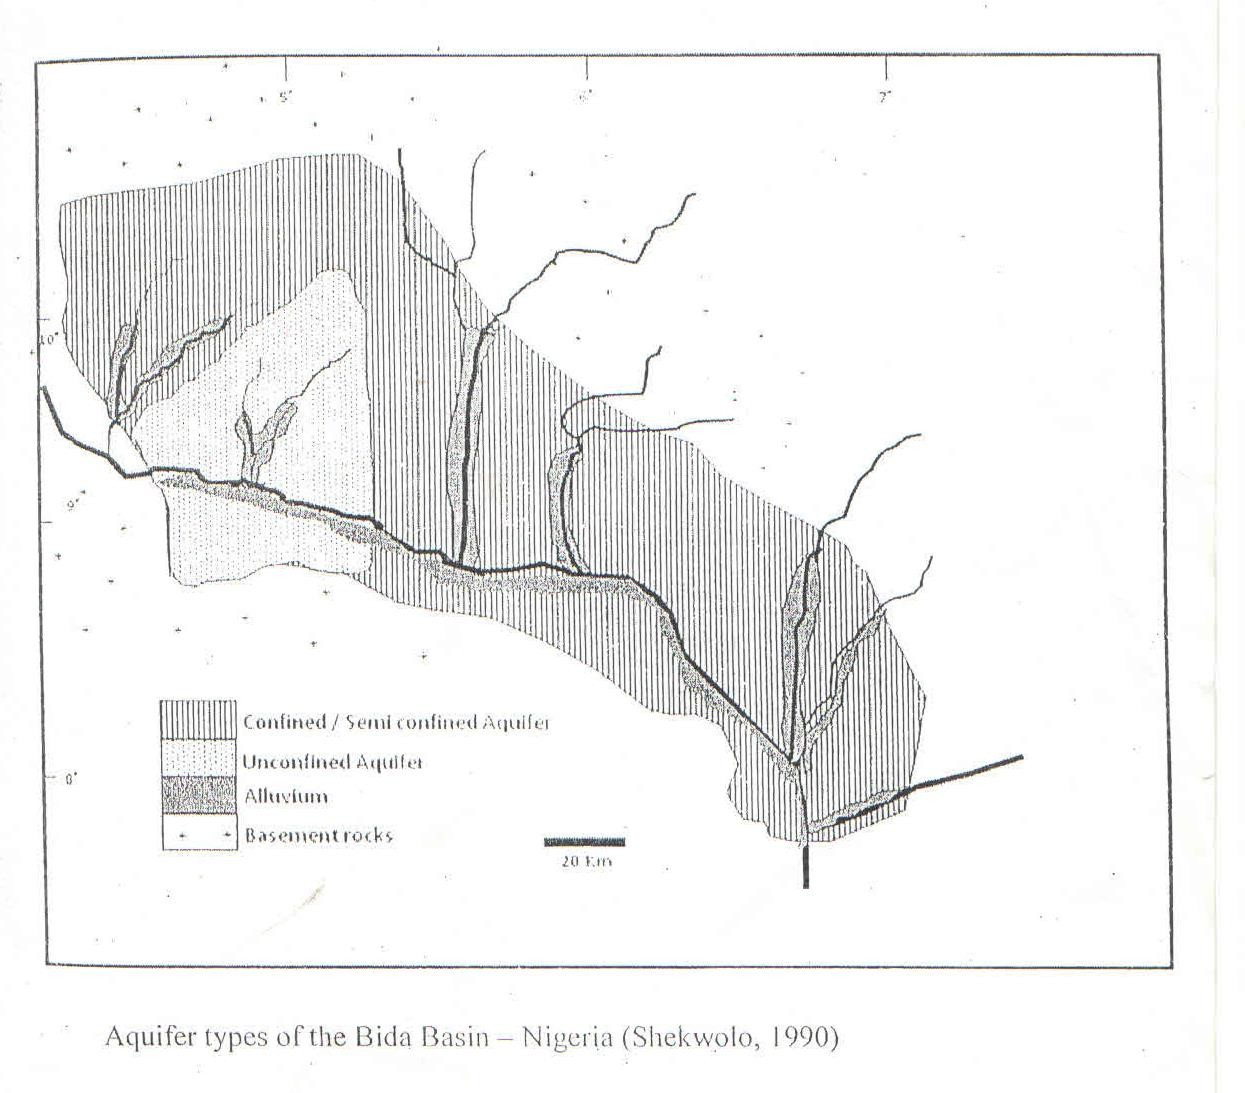 5°
6°
7°
10°
9°
8°
Confined / Semi confined Aquifer
Unconfined Aquifer
Alluvium
Basement rocks
20 Km
Aquifer types of the Bida Basin – Nigeria (Shekwolo, 1990)